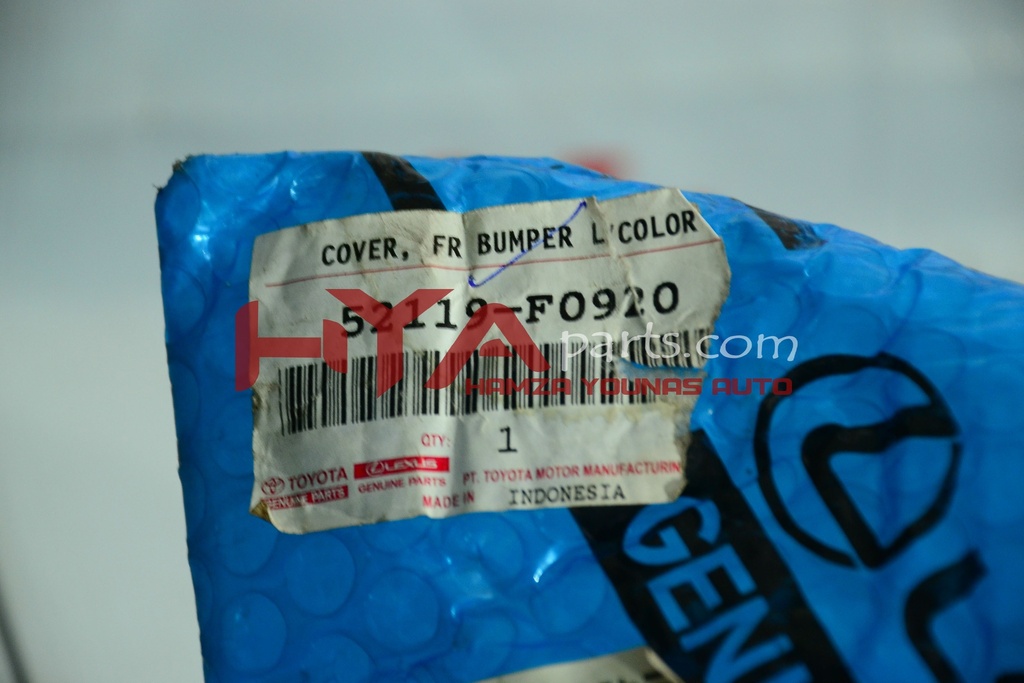 COVER, FR BUMPER L COLOR
52119-F0920
HYA parts.com
HAMZA YOUNAS AUTO
QTY: 1
TOYOTA LEXUS PT. TOYOTA MOTOR MANUFACTURIN
GENUINE PARTS GENUINE PARTS
MADE IN INDONESIA
GEN